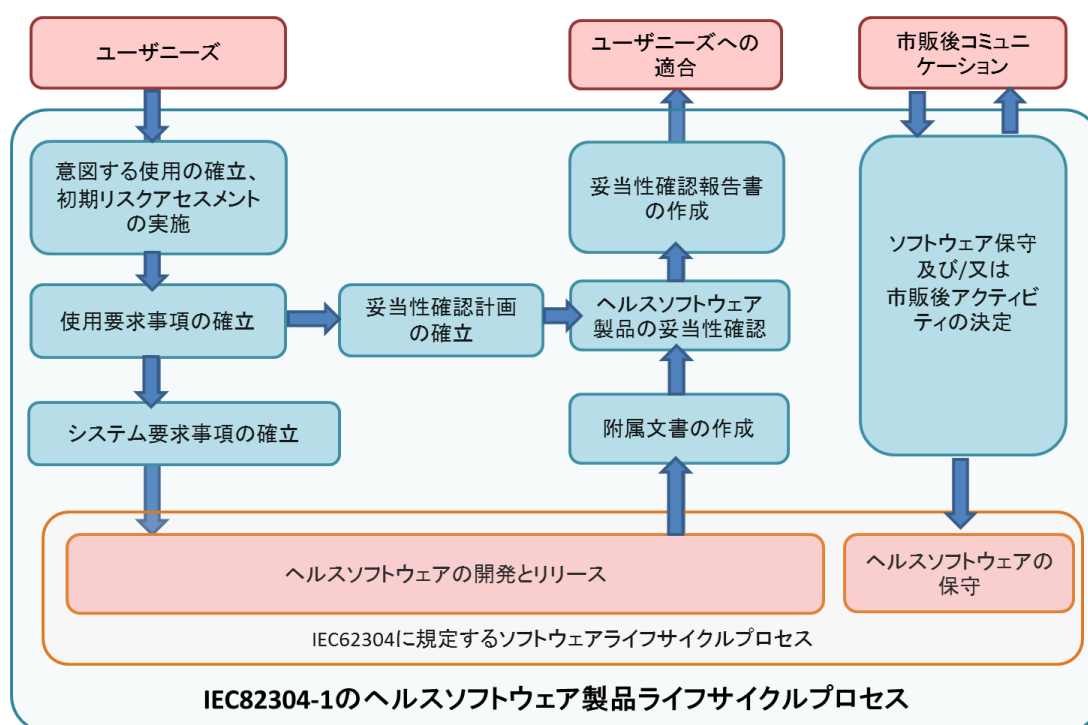 ユーザニーズ
ユーザニーズへの
適合
市販後コミュニ
ケーション
意図する使用の確立、
初期リスクアセスメント
の実施
妥当性確認報告書
の作成
ソフトウェア保守
及び/又は
市販後アクティビ
ティの決定
使用要求事項の確立
妥当性確認計画
の確立
ヘルスソフトウェア
製品の妥当性確認
システム要求事項の確立
附属文書の作成
ヘルスソフトウェアの開発とリリース
ヘルスソフトウェアの
保守
IEC62304に規定するソフトウェアライフサイクルプロセス
IEC82304-1のヘルスソフトウェア製品ライフサイクルプロセス